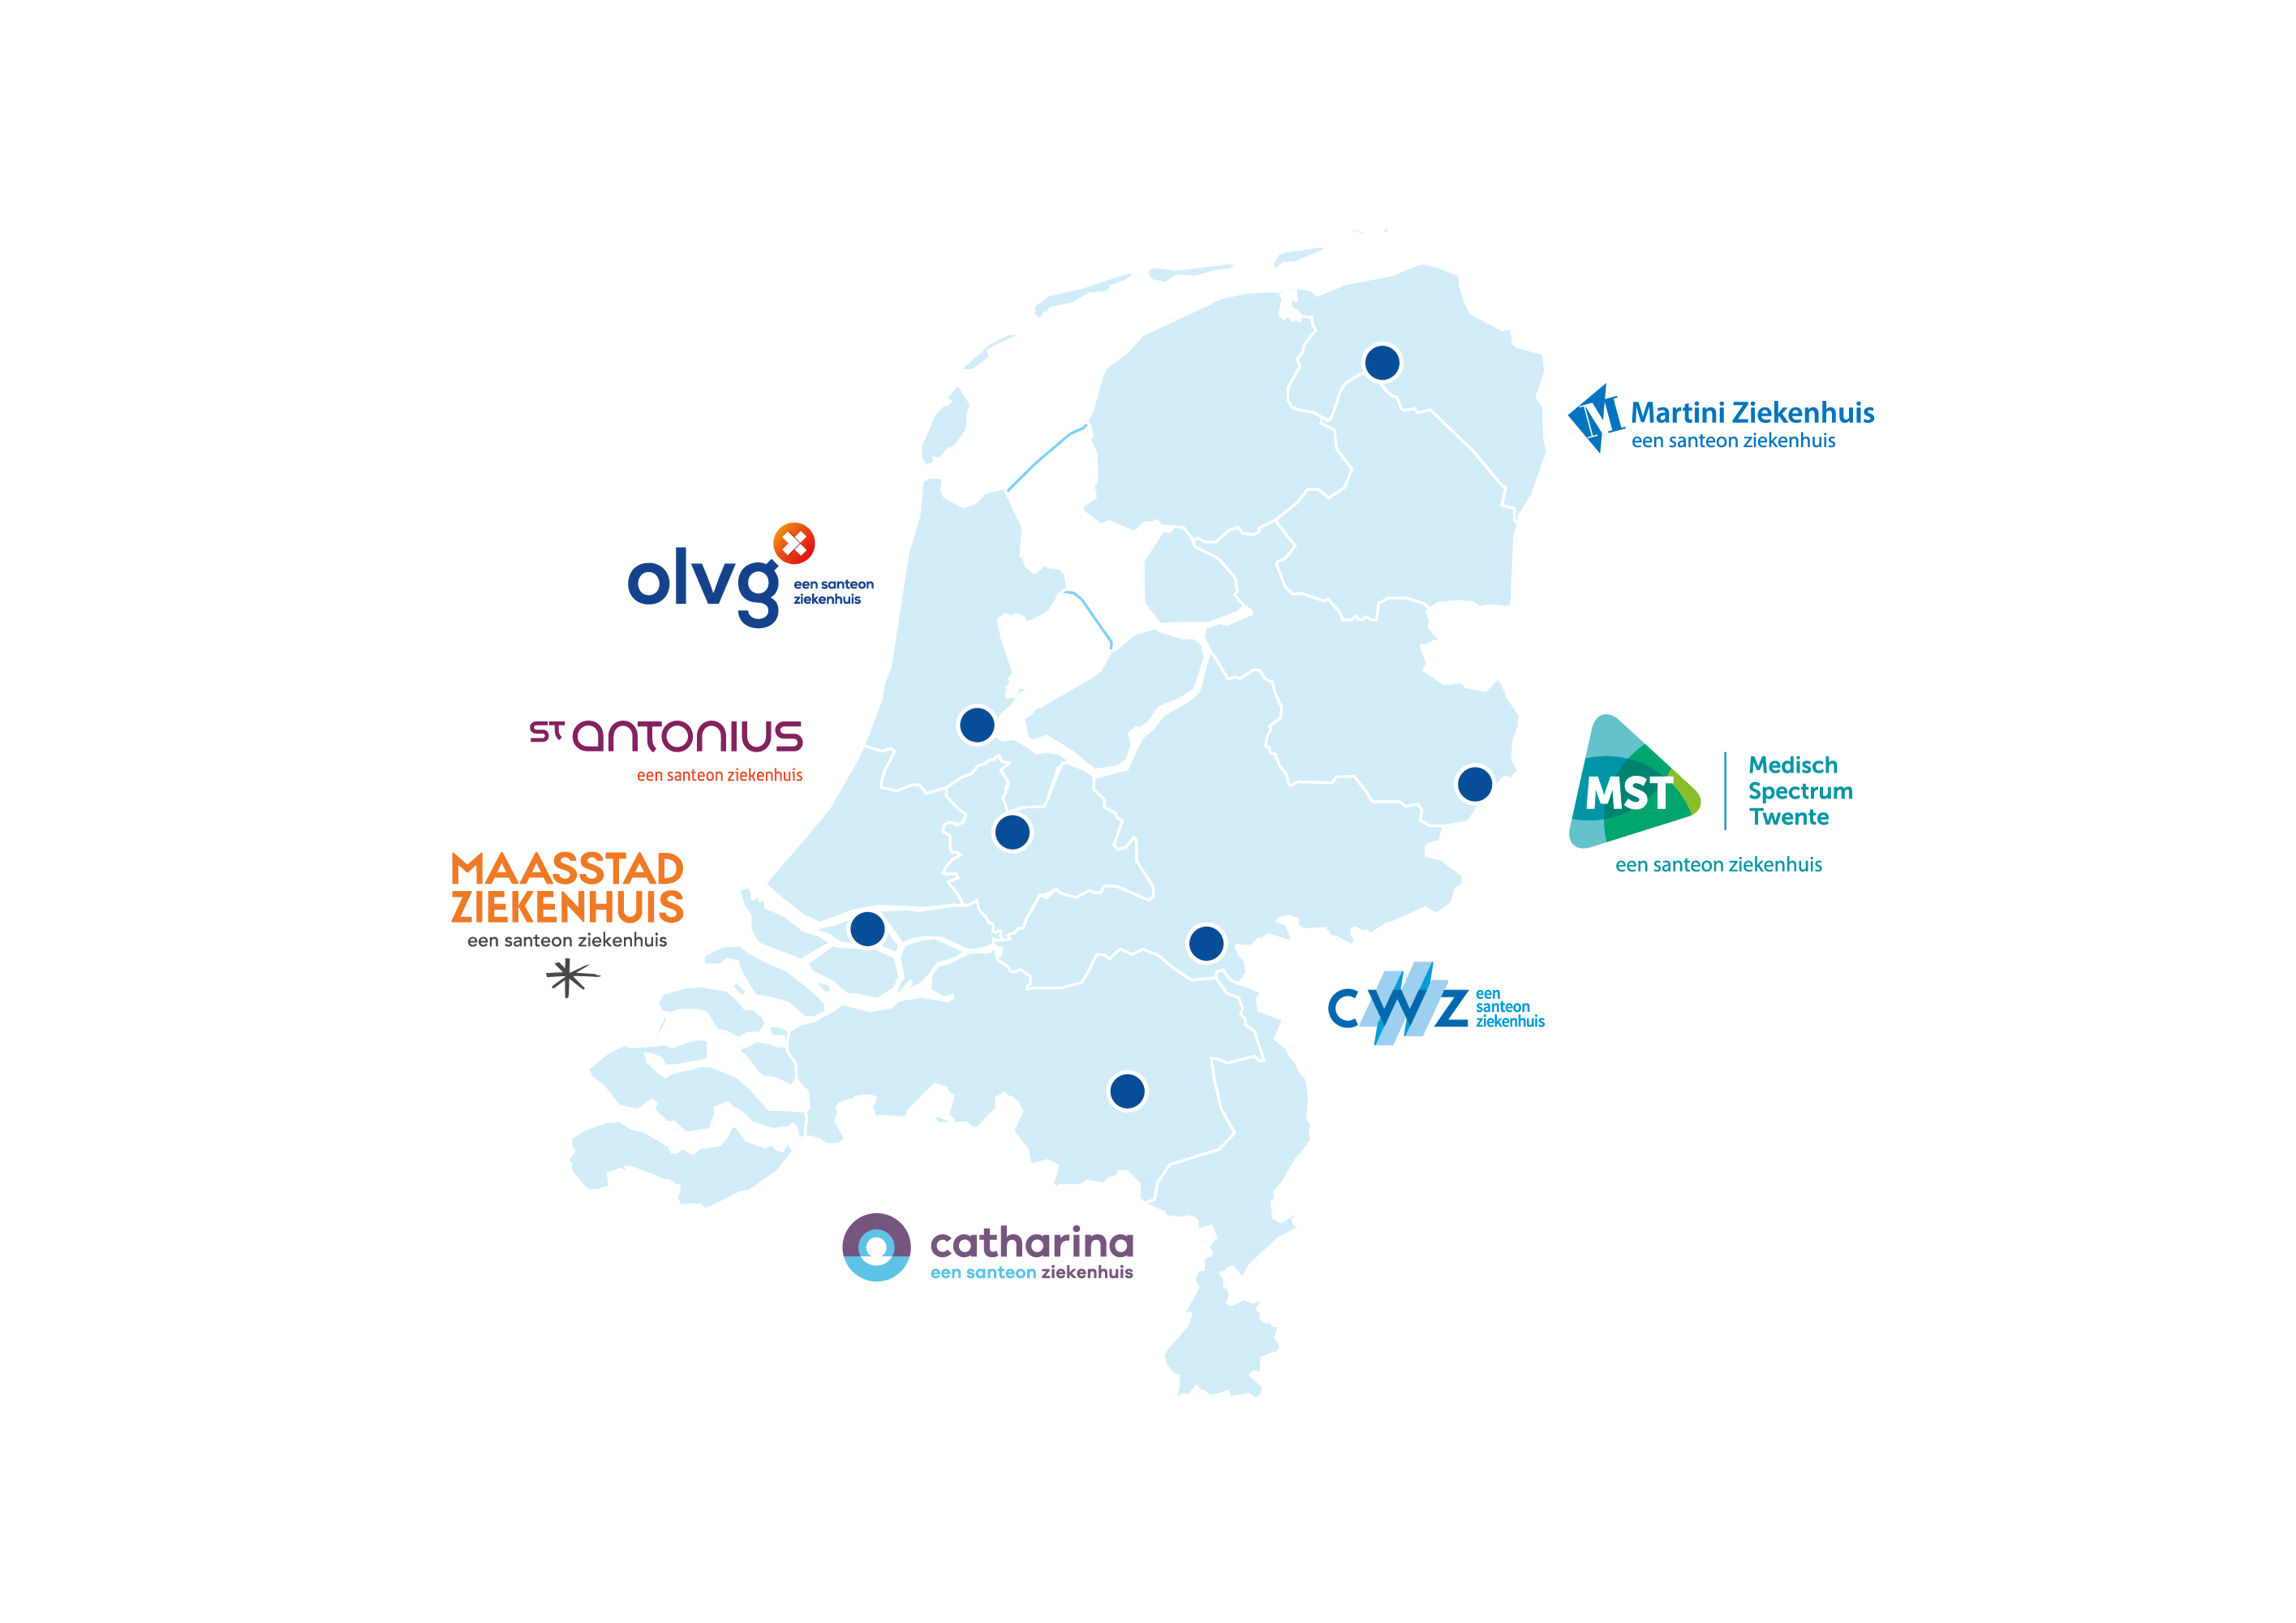 M Martini Ziekenhuis
een santeon ziekenhuis
olvg
een santeon
ziekenhuis
ST ANTONIUS
een santeon ziekenhuis
MST
Medisch
Spectrum
Twente
een santeon ziekenhuis
MAASSTAD
ZIEKENHUIS
een santeon ziekenhuis
CWZ
een
santeon
ziekenhuis
catharina
een santeon ziekenhuis